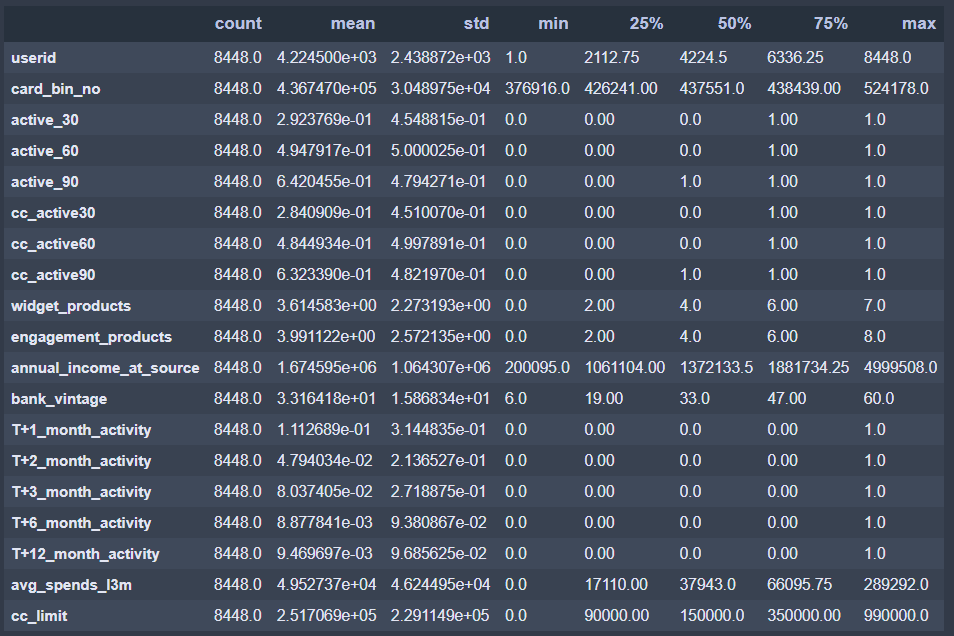 count mean std min 25% 50% 75% max
userid 8448.0 4.224500e+03 2.438872e+03 1.0 2112.75 4224.5 6336.25 8448.0
card_bin_no 8448.0 4.367470e+05 3.048975e+04 376916.0 426241.00 437551.0 438439.00 524178.0
active_30 8448.0 2.923769e-01 4.548815e-01 0.0 0.00 0.0 1.00 1.0
active_60 8448.0 4.947917e-01 5.000025e-01 0.0 0.00 0.0 1.00 1.0
active_90 8448.0 6.420455e-01 4.794271e-01 0.0 0.00 1.0 1.00 1.0
cc_active30 8448.0 2.840909e-01 4.510070e-01 0.0 0.00 0.0 1.00 1.0
cc_active60 8448.0 4.844934e-01 4.997891e-01 0.0 0.00 0.0 1.00 1.0
cc_active90 8448.0 6.323390e-01 4.821970e-01 0.0 0.00 1.0 1.00 1.0
widget_products 8448.0 3.614583e+00 2.273193e+00 0.0 2.00 4.0 6.00 7.0
engagement_products 8448.0 3.991122e+00 2.572135e+00 0.0 2.00 4.0 6.00 8.0
annual_income_at_source 8448.0 1.674595e+06 1.064307e+06 200095.0 1061104.00 1372133.5 1881734.25 4999508.0
bank_vintage 8448.0 3.316418e+01 1.586834e+01 6.0 19.00 33.0 47.00 60.0
T+1_month_activity 8448.0 1.112689e-01 3.144835e-01 0.0 0.00 0.0 0.00 1.0
T+2_month_activity 8448.0 4.794034e-02 2.136527e-01 0.0 0.00 0.0 0.00 1.0
T+3_month_activity 8448.0 8.037405e-02 2.718875e-01 0.0 0.00 0.0 0.00 1.0
T+6_month_activity 8448.0 8.877841e-03 9.380867e-02 0.0 0.00 0.0 0.00 1.0
T+12_month_activity 8448.0 9.469697e-03 9.685625e-02 0.0 0.00 0.0 0.00 1.0
avg_spends_l3m 8448.0 4.952737e+04 4.624495e+04 0.0 17110.00 37943.0 66095.75 289292.0
cc_limit 8448.0 2.517069e+05 2.291149e+05 0.0 90000.00 150000.0 350000.00 990000.0